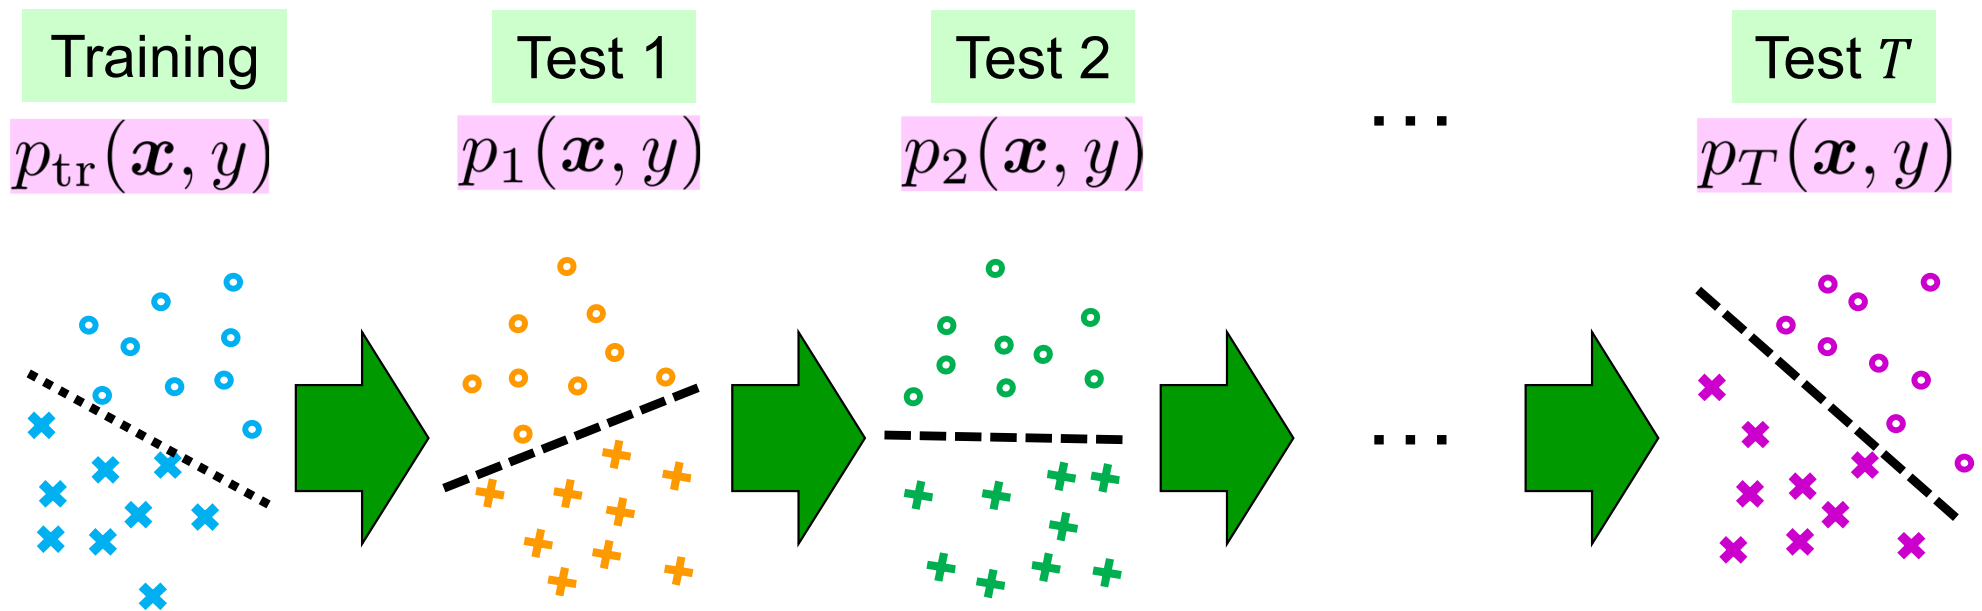 Training Test 1 Test 2 Test T
p_tr(x, y) p_1(x, y) p_2(x, y) ... p_T(x, y)
...